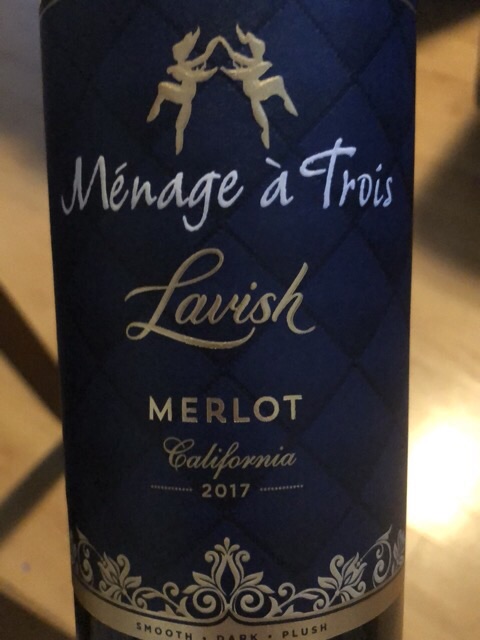 Ménage à Trois
Lavish
MERLOT
California
2017
SMOOTH • DARK • PLUSH